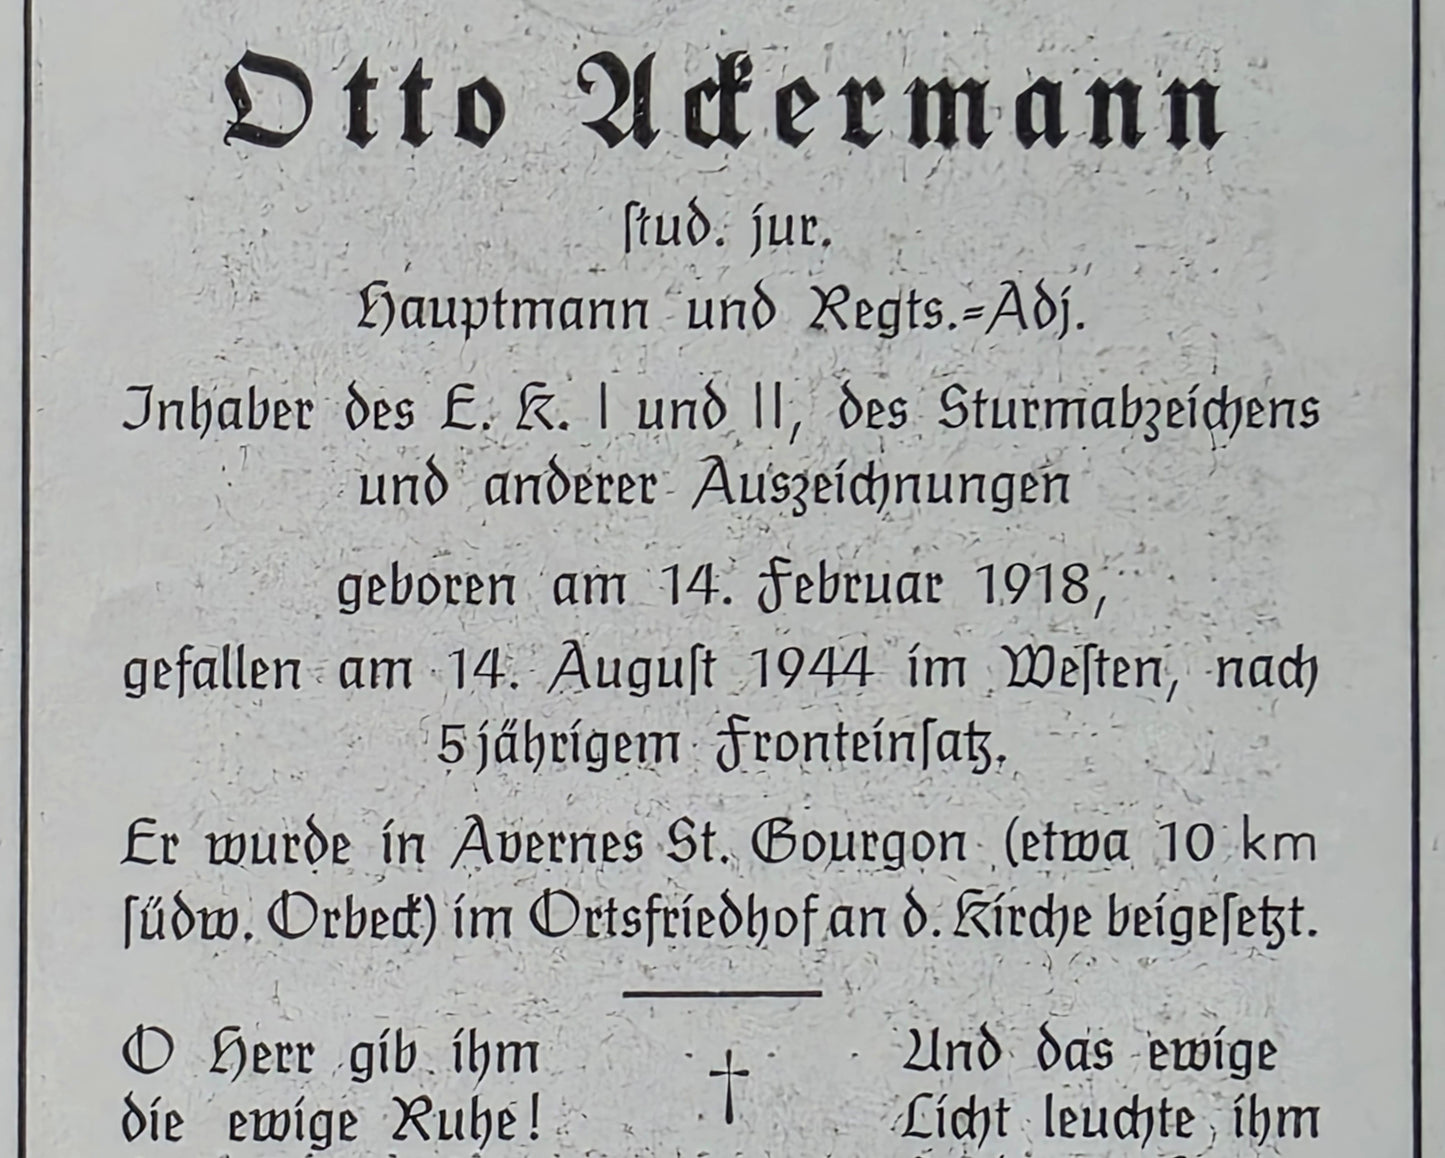 Otto Ackermann
ſtud. jur.
Hauptmann und Regts.=Adj.
Inhaber des E. K. I und II, des Sturmabzeichens
und anderer Auszeichnungen
geboren am 14. Februar 1918,
gefallen am 14. Auguſt 1944 im Weſten, nach
5jährigem Fronteinſatz.
Er wurde in Avernes St. Gourgon (etwa 10 km
ſüdw. Orbeck) im Ortsfriedhof an d. Kirche beigeſetzt.
O Herr gib ihm
die ewige Ruhe!
Und das ewige
Licht leuchte ihm